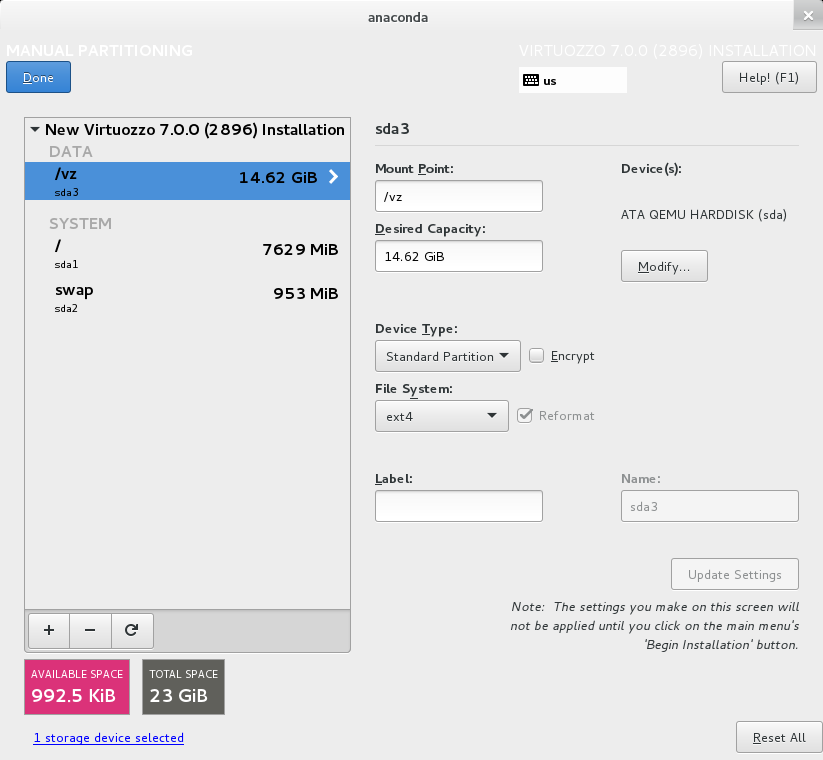 anaconda
MANUAL PARTITIONING
VIRTUOZZO 7.0.0 (2896) INSTALLATION
Done
us
Help! (F1)
New Virtuozzo 7.0.0 (2896) Installation
DATA
/vz
14.62 GiB
sda3
SYSTEM
/
7629 MiB
sda1
swap
953 MiB
sda2
sda3
Mount Point:
Device(s):
/vz
ATA QEMU HARDDISK (sda)
Desired Capacity:
14.62 GiB
Modify...
Device Type:
Standard Partition
Encrypt
File System:
ext4
Reformat
Label:
Name:
sda3
Update Settings
Note: The settings you make on this screen will
not be applied until you click on the main menu's
'Begin Installation' button.
AVAILABLE SPACE
992.5 KiB
TOTAL SPACE
23 GiB
1 storage device selected
Reset All